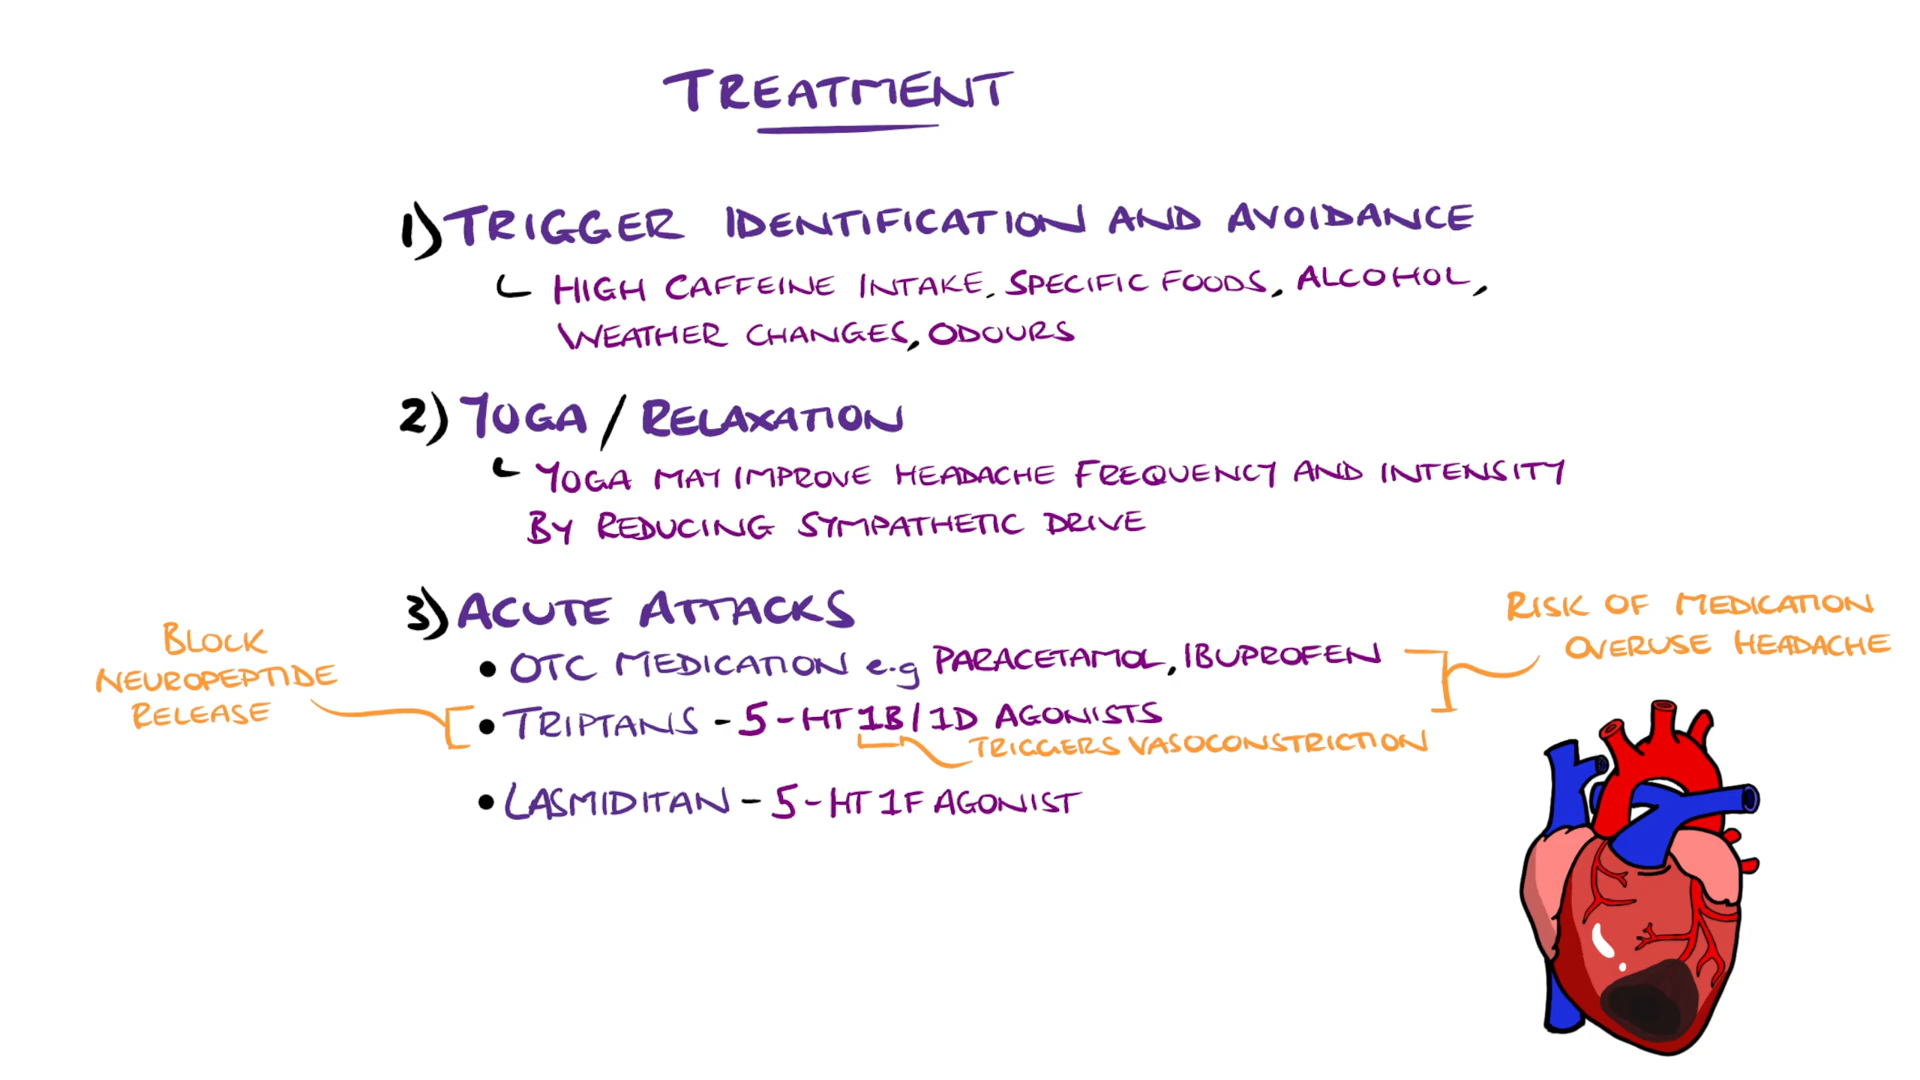 TREATMENT
1) TRIGGER IDENTIFICATION AND AVOIDANCE
HIGH CAFFEINE INTAKE, SPECIFIC FOODS, ALCOHOL,
WEATHER CHANGES, ODOURS
2) YOGA / RELAXATION
YOGA MAY IMPROVE HEADACHE FREQUENCY AND INTENSITY
BY REDUCING SYMPATHETIC DRIVE
3) ACUTE ATTACKS
• OTC MEDICATION e.g PARACETAMOL, IBUPROFEN
RISK OF MEDICATION
OVERUSE HEADACHE
BLOCK
NEUROPEPTIDE
RELEASE
• TRIPTANS - 5-HT 1B/1D AGONISTS
TRIGGERS VASOCONSTRICTION
• LASMIDITAN - 5-HT 1F AGONIST